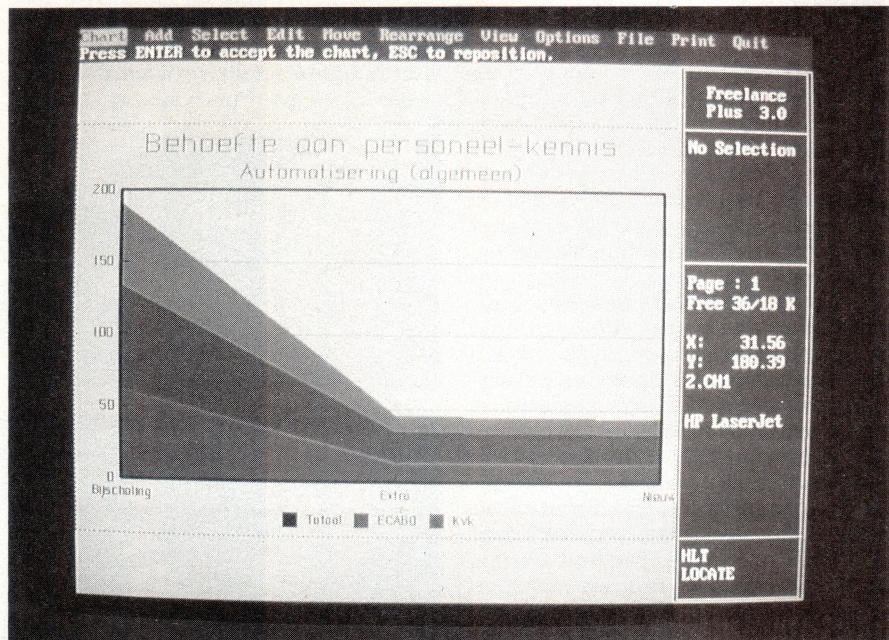 Chart Add Select Edit Move Rearrange View Options File Print Quit
Press ENTER to accept the chart, ESC to reposition.
Freelance
Plus 3.0
No Selection
Behoefte aan personeel-kennis
Automatisering (algemeen)
200
150
100
50
0
Bijscholing Extra Nieuw
Totaal ECABO Kvk
Page : 1
Free 36/18 K
X: 31.56
Y: 180.39
2.CH1
HP LaserJet
HLT
LOCATE